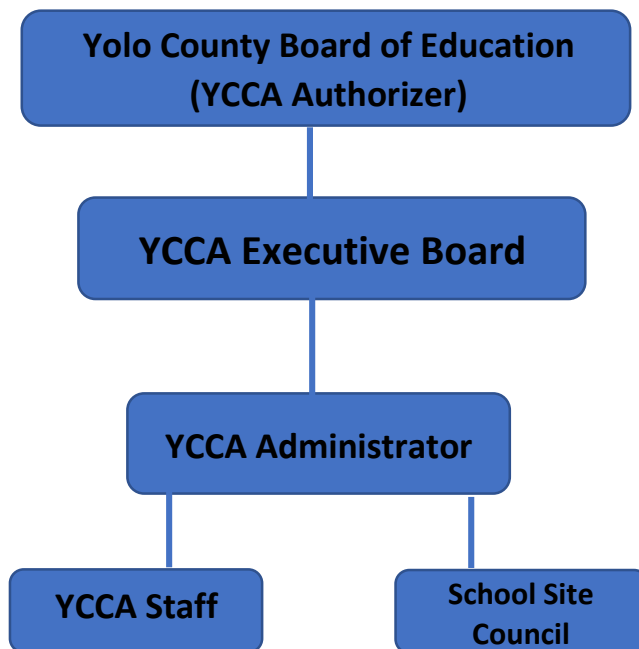 Yolo County Board of Education
(YCCA Authorizer)
YCCA Executive Board
YCCA Administrator
YCCA Staff
School Site
Council